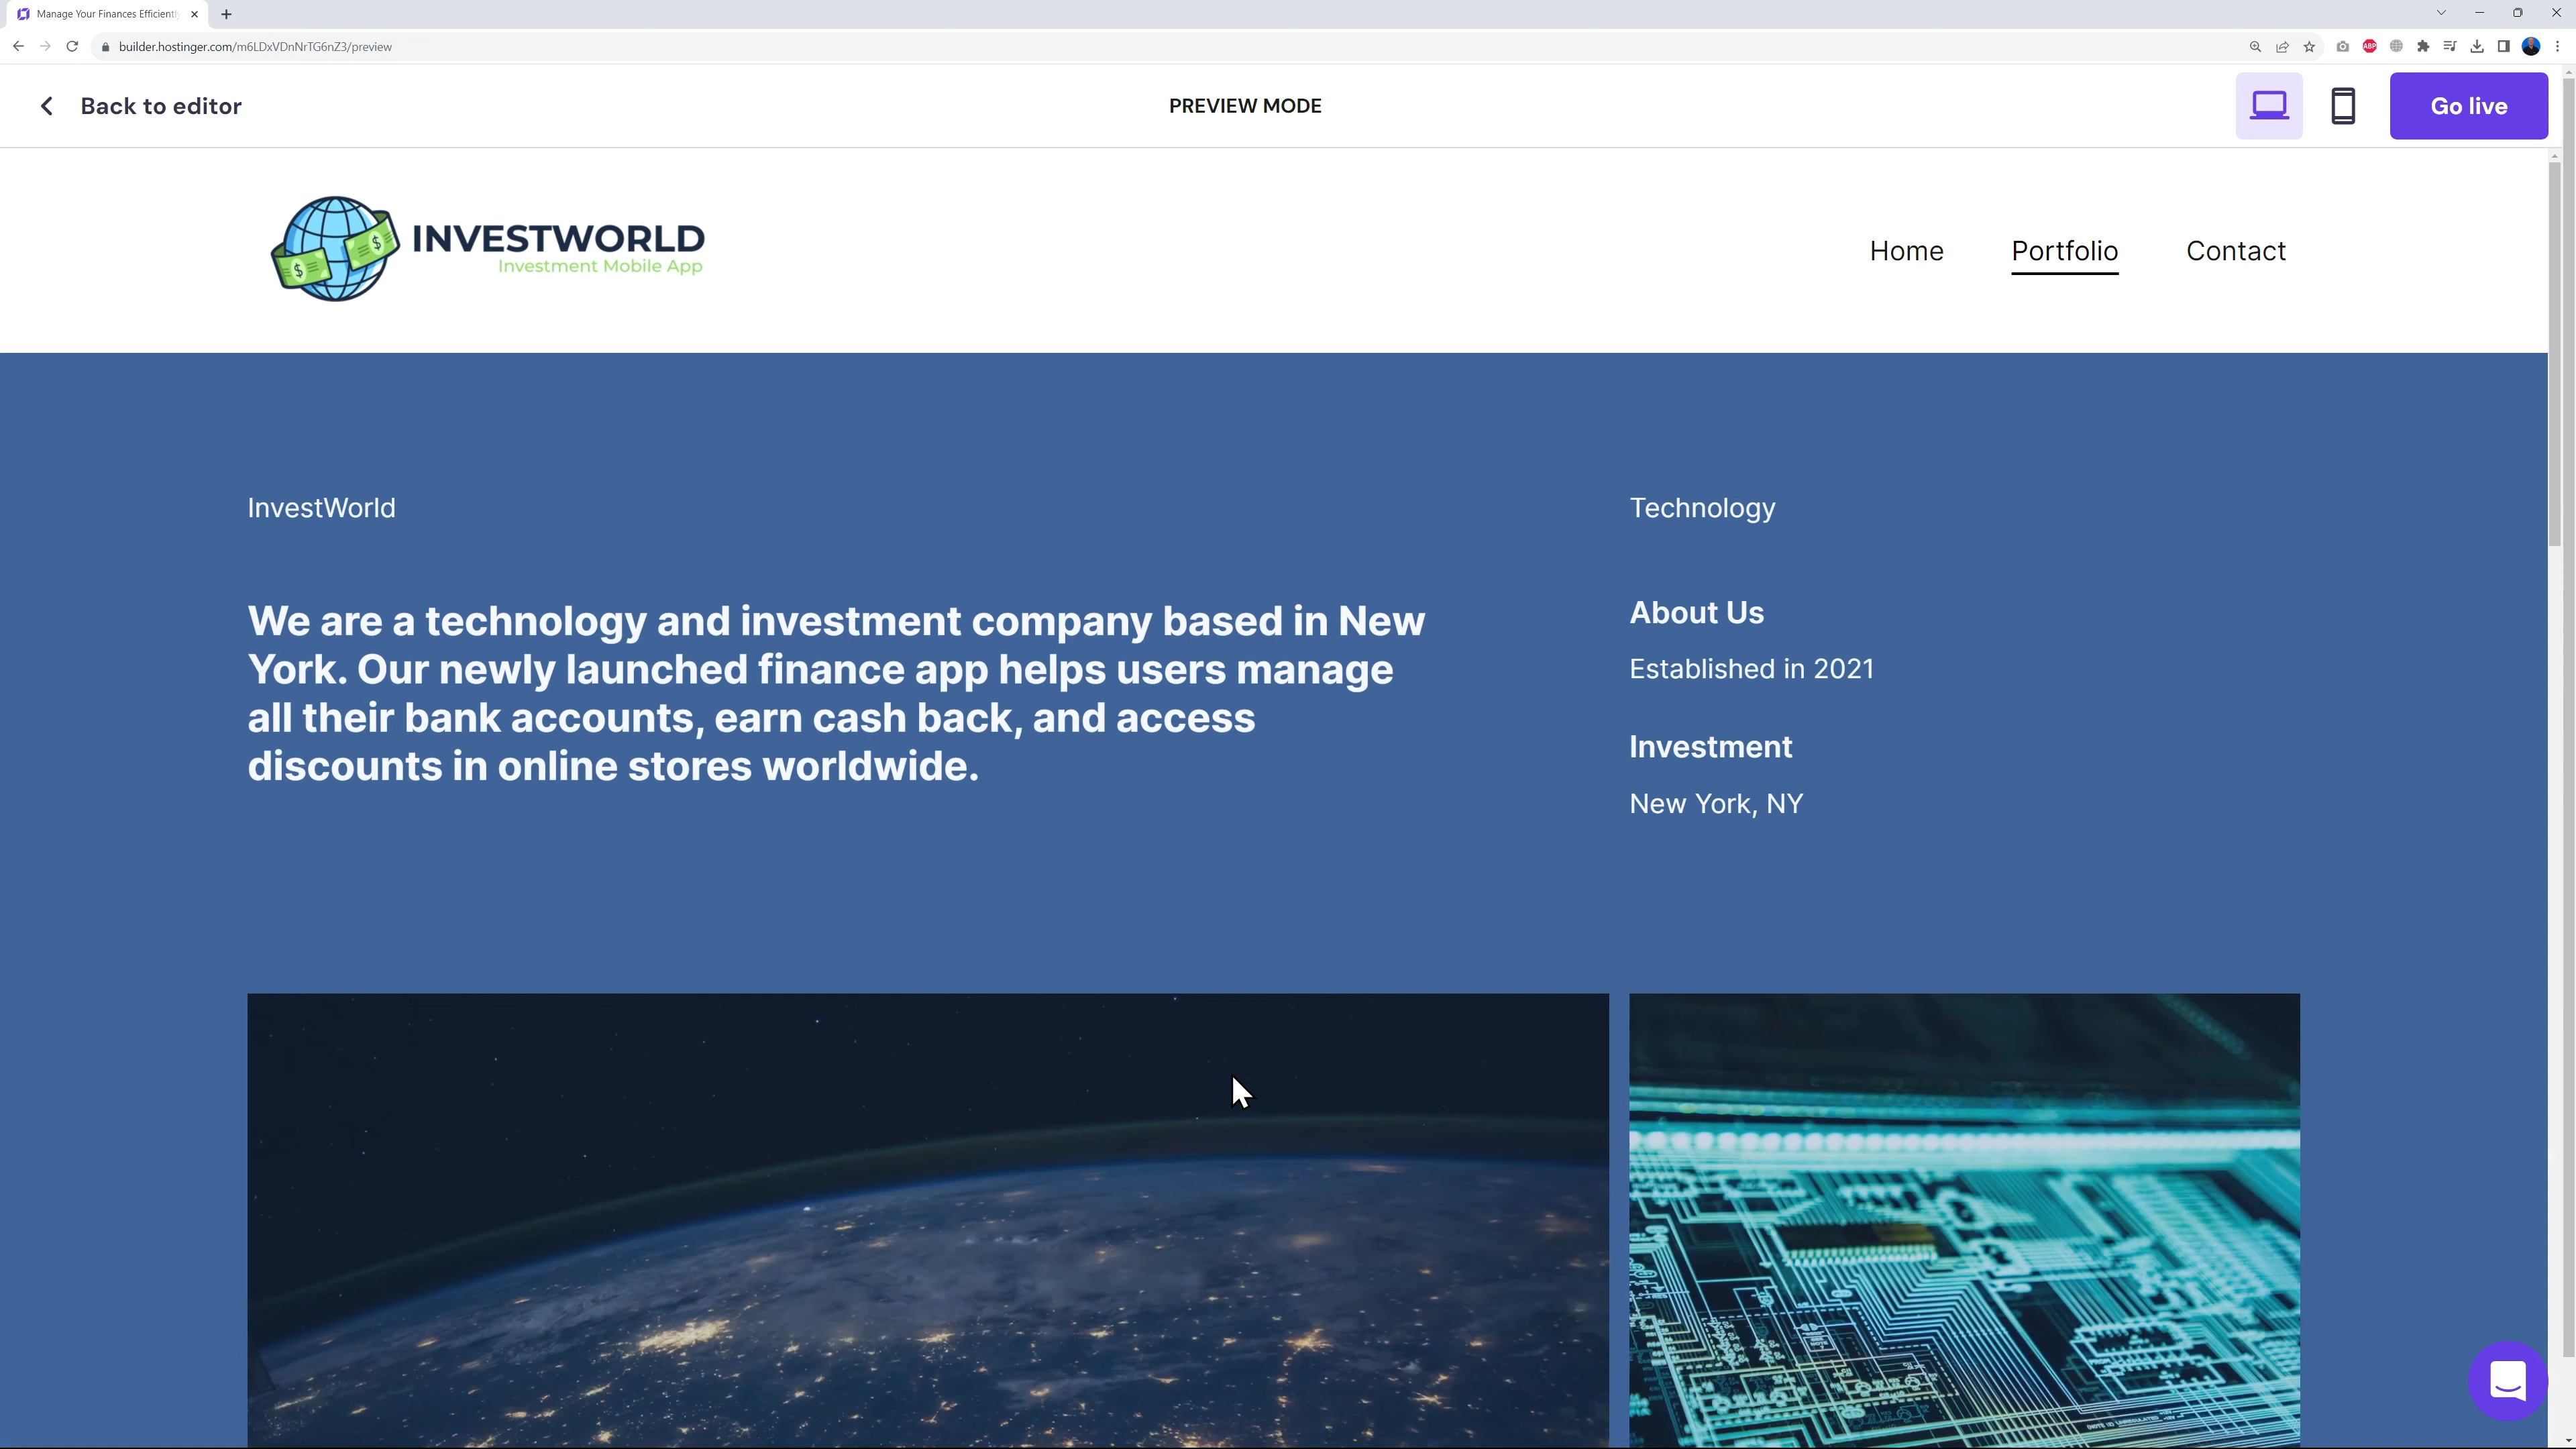 Manage Your Finances Efficiently
builder.hostinger.com/m6LDxVDnNrTG6nZ3/preview
ABP
Back to editor
PREVIEW MODE
Go live
INVESTWORLD
Investment Mobile App
Home
Portfolio
Contact
InvestWorld
Technology
We are a technology and investment company based in New
York. Our newly launched finance app helps users manage
all their bank accounts, earn cash back, and access
discounts in online stores worldwide.
About Us
Established in 2021
Investment
New York, NY